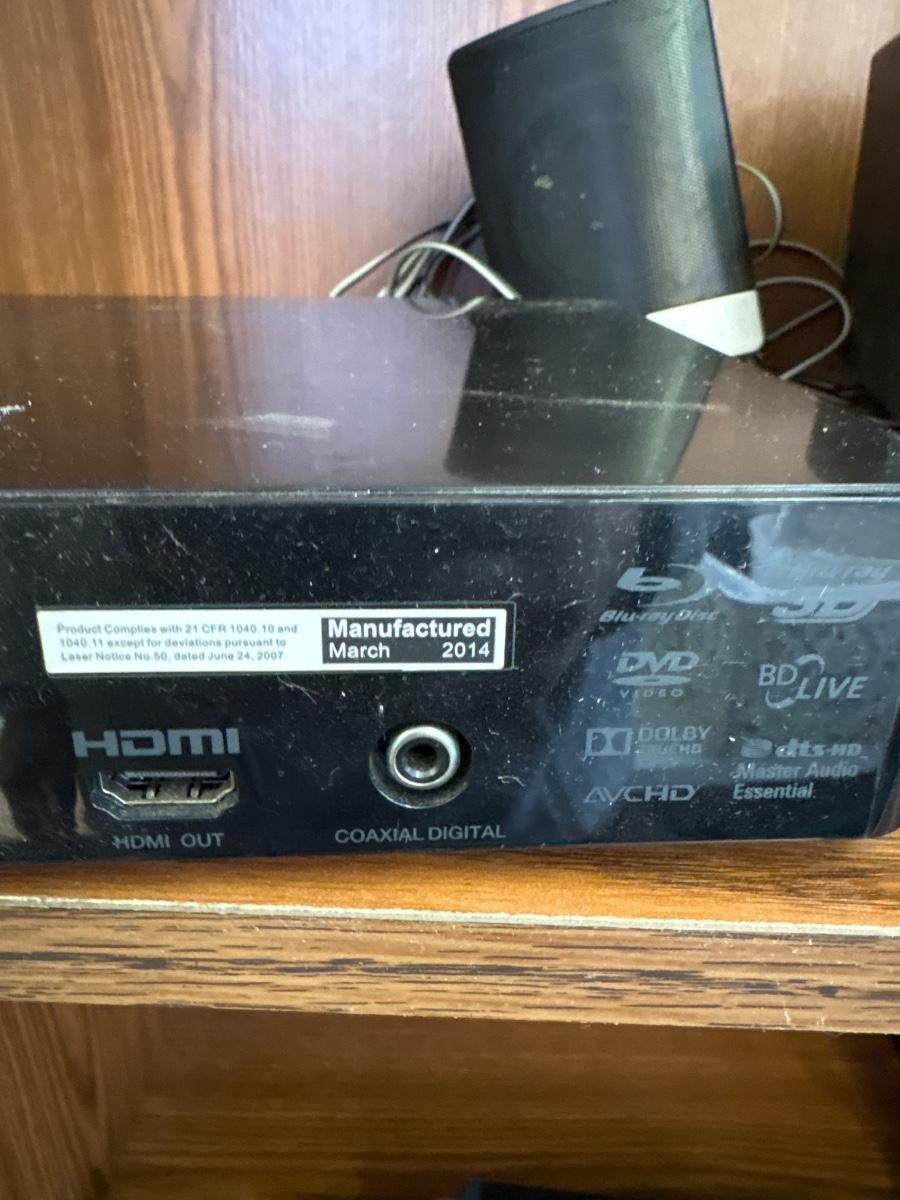 Product Complies with 21 CFR 1040.10 and
1040.11 except for deviations pursuant to
Laser Notice No.50, dated June 24, 2007.
Manufactured
March 2014
HDMI
HDMI OUT
COAXIAL DIGITAL
Blu-ray Disc
3D
DVD
VIDEO
BD LIVE
DOLBY
TRUE HD
dts-HD
Master Audio
Essential
AVCHD